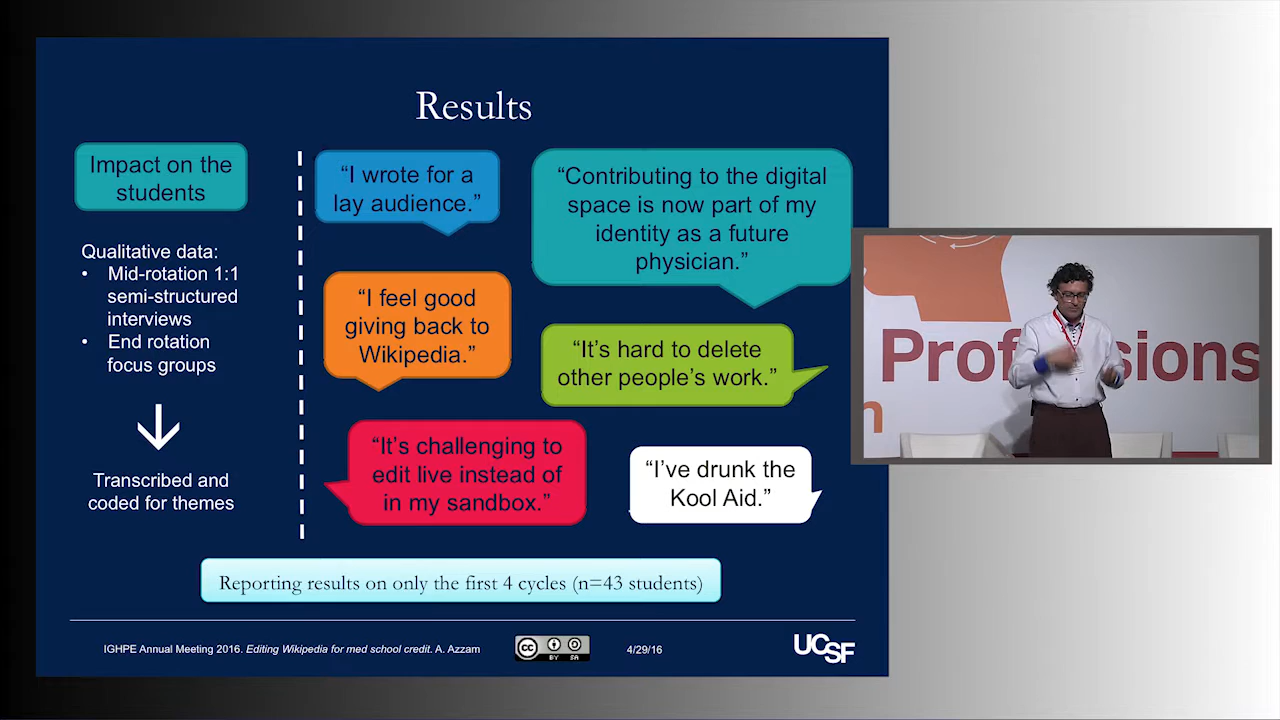 Results
Impact on the
students
Qualitative data:
• Mid-rotation 1:1
semi-structured
interviews
• End rotation
focus groups
Transcribed and
coded for themes
“I wrote for a
lay audience.”
“Contributing to the digital
space is now part of my
identity as a future
physician.”
“I feel good
giving back to
Wikipedia.”
“It’s hard to delete
other people’s work.”
“It’s challenging to
edit live instead of
in my sandbox.”
“I’ve drunk the
Kool Aid.”
Reporting results on only the first 4 cycles (n=43 students)
IGHPE Annual Meeting 2016. Editing Wikipedia for med school credit. A. Azzam
cc
BY SA
4/29/16
UCSF